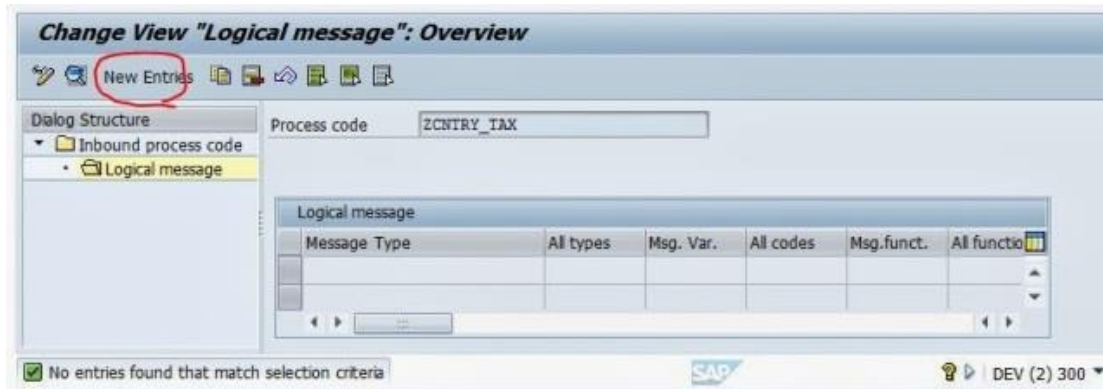 Change View "Logical message": Overview
New Entries
Dialog Structure
Inbound process code
Logical message
Process code ZCNTRY_TAX
Logical message
Message Type All types Msg. Var. All codes Msg.funct. All functio
No entries found that match selection criteria SAP DEV (2) 300